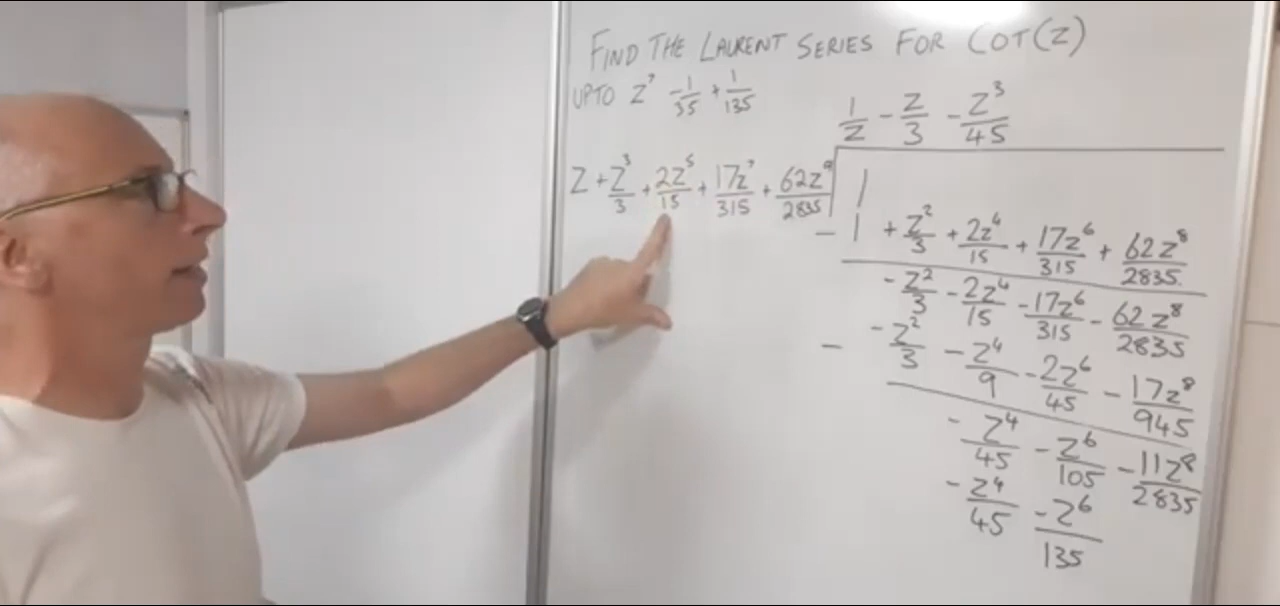 FIND THE LAURENT SERIES FOR COT(Z)
UPTO Z⁷ -1/35 + 1/135
1/Z - Z/3 - Z³/45
Z + Z³/3 + 2Z⁵/15 + 17Z⁷/315 + 62Z⁹/2835 | 1
- 1 + Z²/3 + 2Z⁴/15 + 17Z⁶/315 + 62Z⁸/2835.
- Z²/3 - 2Z⁴/15 - 17Z⁶/315 - 62Z⁸/2835
- - Z²/3 - Z⁴/9 - 2Z⁶/45 - 17Z⁸/945
- Z⁴/45 - Z⁶/105 - 11Z⁸/2835
- Z⁴/45 - Z⁶/135